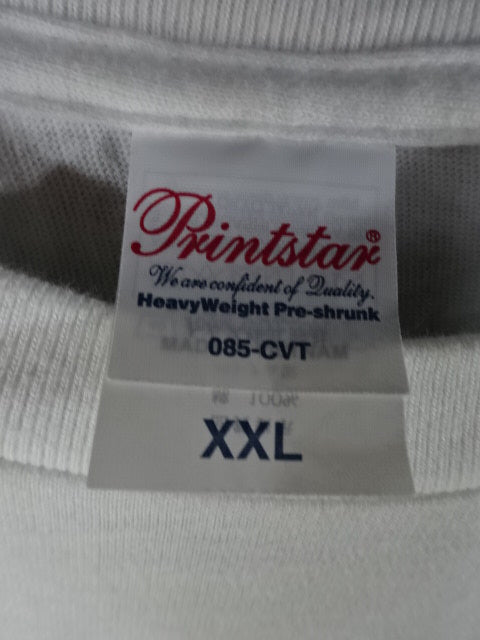 Printstar®
We are confident of Quality.
HeavyWeight Pre-shrunk
085-CVT
XXL